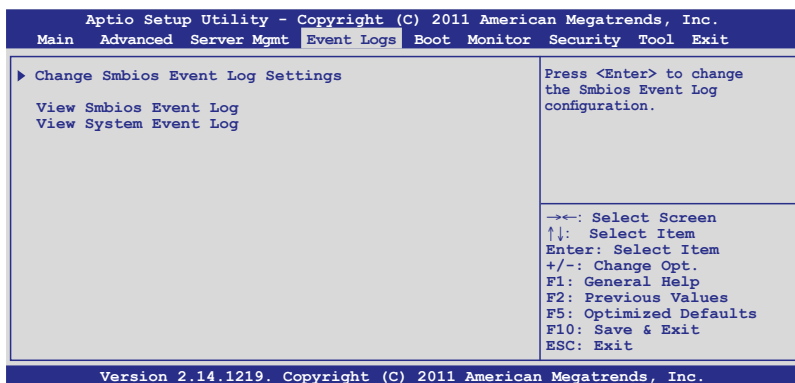 Aptio Setup Utility - Copyright (C) 2011 American Megatrends, Inc.
Main Advanced Server Mgmt Event Logs Boot Monitor Security Tool Exit
Change Smbios Event Log Settings
View Smbios Event Log
View System Event Log
Press <Enter> to change
the Smbios Event Log
configuration.
→←: Select Screen
↑↓: Select Item
Enter: Select Item
+/-: Change Opt.
F1: General Help
F2: Previous Values
F5: Optimized Defaults
F10: Save & Exit
ESC: Exit
Version 2.14.1219. Copyright (C) 2011 American Megatrends, Inc.